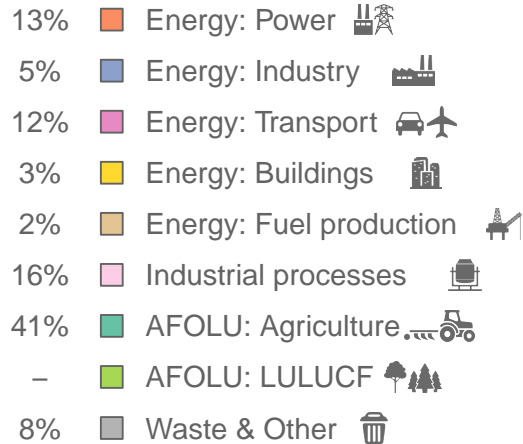 13% Energy: Power
5% Energy: Industry
12% Energy: Transport
3% Energy: Buildings
2% Energy: Fuel production
16% Industrial processes
41% AFOLU: Agriculture
– AFOLU: LULUCF
8% Waste & Other